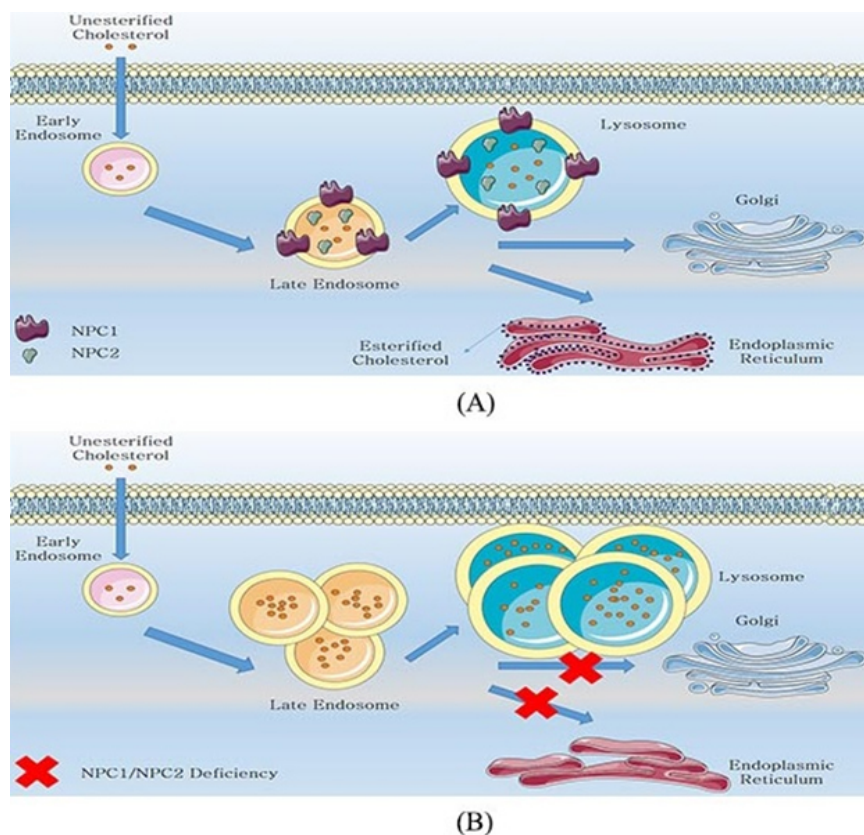 Unesterified
Cholesterol
Early
Endosome
Lysosome
Golgi
Late Endosome
NPC1
NPC2
Esterified
Cholesterol
Endoplasmic
Reticulum
(A)
Unesterified
Cholesterol
Early
Endosome
Lysosome
Golgi
Late Endosome
NPC1/NPC2 Deficiency
Endoplasmic
Reticulum
(B)